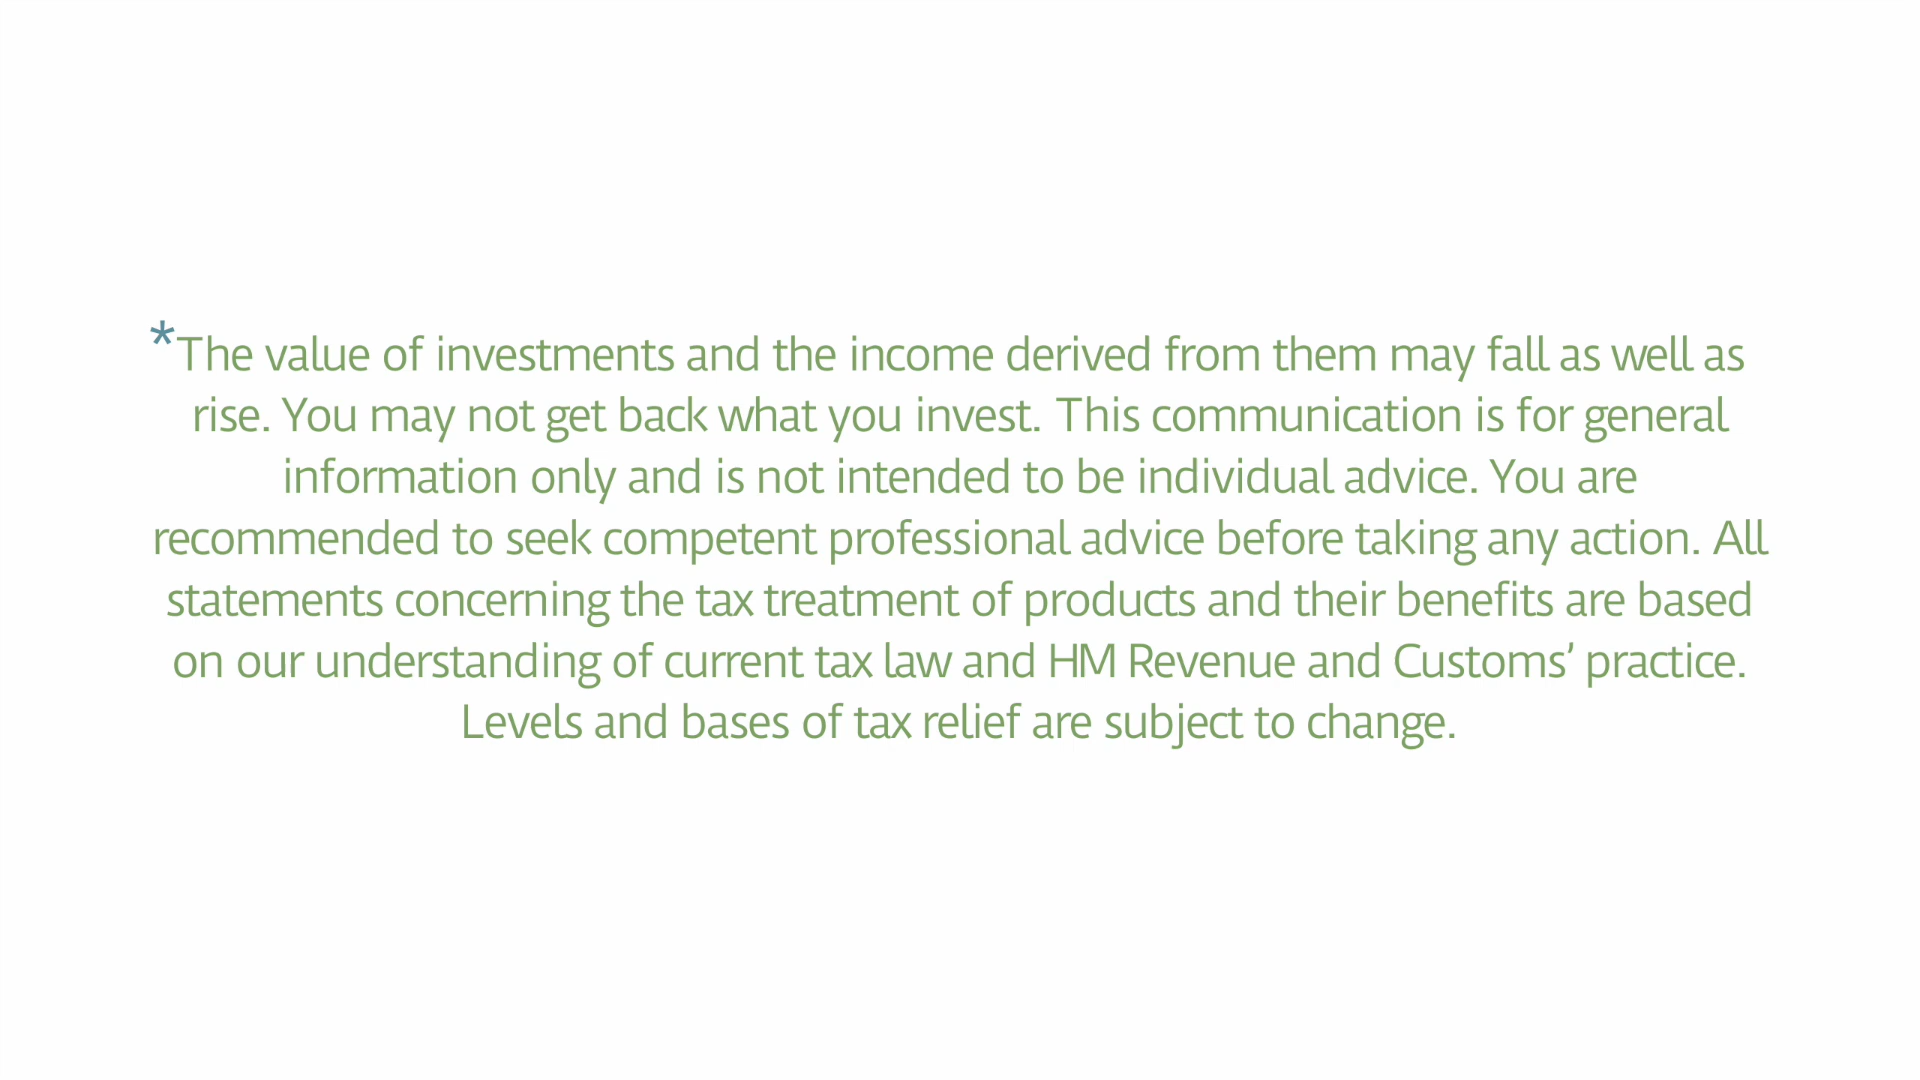 *The value of investments and the income derived from them may fall as well as
rise. You may not get back what you invest. This communication is for general
information only and is not intended to be individual advice. You are
recommended to seek competent professional advice before taking any action. All
statements concerning the tax treatment of products and their benefits are based
on our understanding of current tax law and HM Revenue and Customs’ practice.
Levels and bases of tax relief are subject to change.